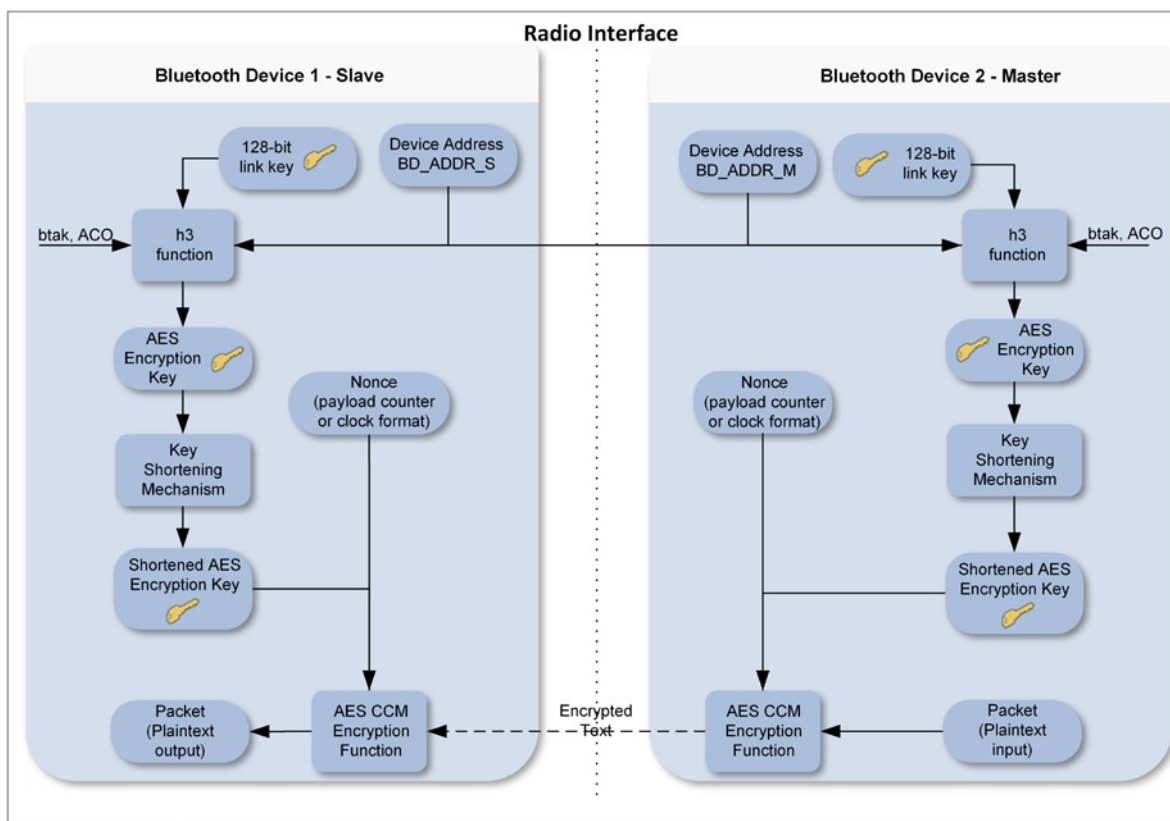 Radio Interface
Bluetooth Device 1 - Slave
128-bit
link key
Device Address
BD_ADDR_S
btak, ACO
h3
function
AES
Encryption
Key
Nonce
(payload counter
or clock format)
Key
Shortening
Mechanism
Shortened AES
Encryption Key
Packet
(Plaintext
output)
AES CCM
Encryption
Function
Encrypted
Text
Bluetooth Device 2 - Master
Device Address
BD_ADDR_M
128-bit
link key
h3
function
btak, ACO
AES
Encryption
Key
Nonce
(payload counter
or clock format)
Key
Shortening
Mechanism
Shortened AES
Encryption Key
AES CCM
Encryption
Function
Packet
(Plaintext
input)